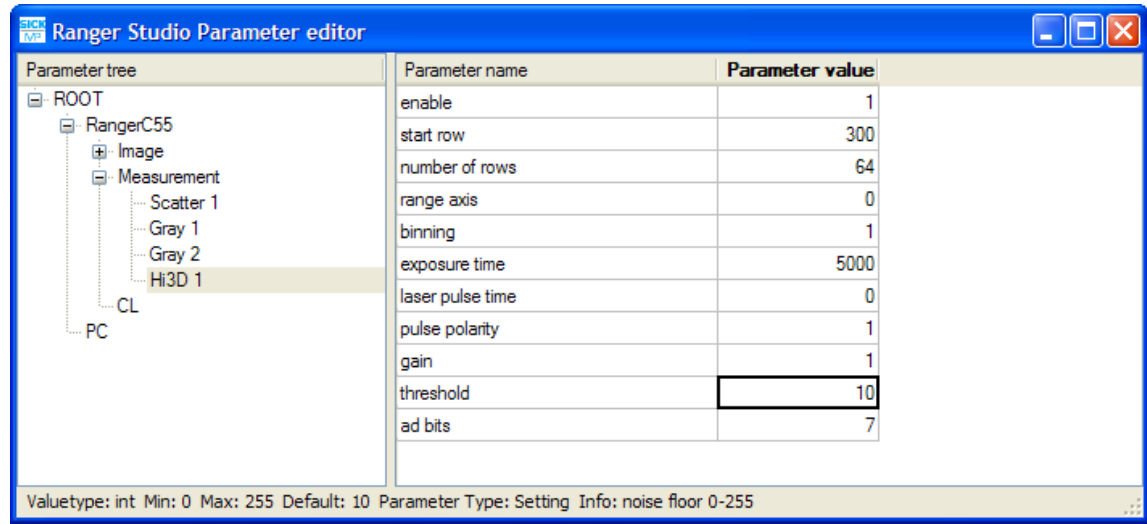 SICK
IVP
Ranger Studio Parameter editor
Parameter tree
Parameter name Parameter value
ROOT
RangerC55
Image
Measurement
Scatter 1
Gray 1
Gray 2
Hi3D 1
CL
PC
enable 1
start row 300
number of rows 64
range axis 0
binning 1
exposure time 5000
laser pulse time 0
pulse polarity 1
gain 1
threshold 10
ad bits 7
Valuetype: int Min: 0 Max: 255 Default: 10 Parameter Type: Setting Info: noise floor 0-255